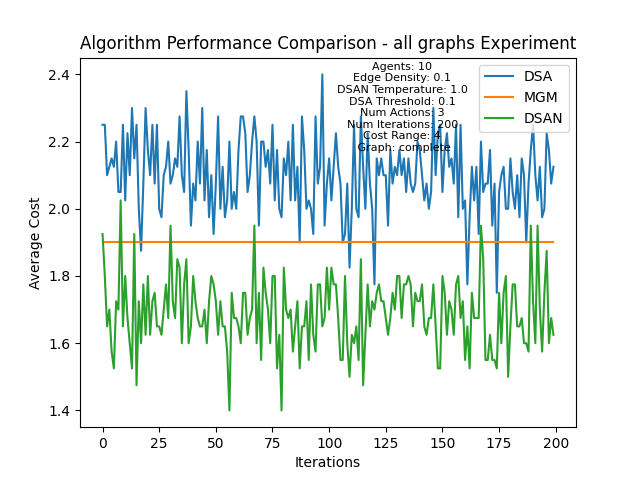 Algorithm Performance Comparison - all graphs Experiment
Agents: 10
Edge Density: 0.1
DSAN Temperature: 1.0
DSA Threshold: 0.1
Num Actions: 3
Num Iterations: 200
Cost Range: 4
Graph: complete
DSA
MGM
DSAN
Average Cost
2.4
2.2
2.0
1.8
1.6
1.4
0
25
50
75
100
125
150
175
200
Iterations